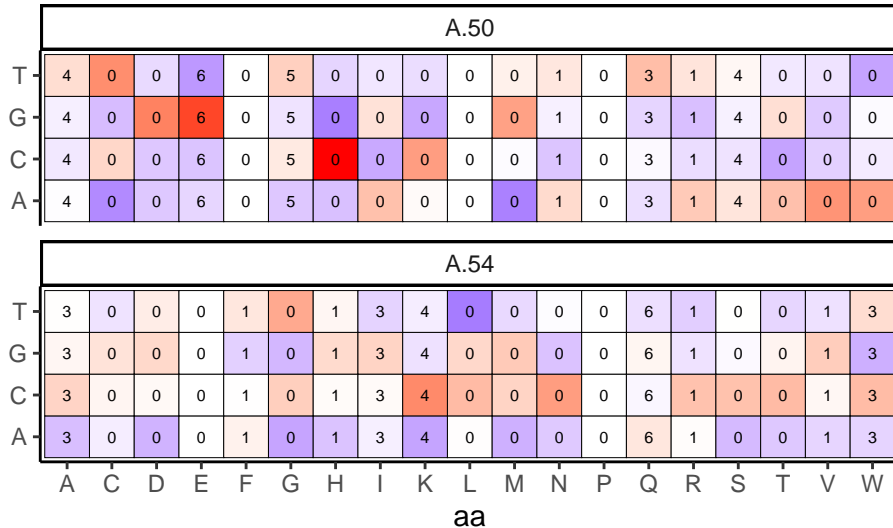 A.50
T 4 0 0 6 0 5 0 0 0 0 0 1 0 3 1 4 0 0 0
G 4 0 0 6 0 5 0 0 0 0 0 1 0 3 1 4 0 0 0
C 4 0 0 6 0 5 0 0 0 0 0 1 0 3 1 4 0 0 0
A 4 0 0 6 0 5 0 0 0 0 0 1 0 3 1 4 0 0 0
A.54
T 3 0 0 0 1 0 1 3 4 0 0 0 0 6 1 0 0 1 3
G 3 0 0 0 1 0 1 3 4 0 0 0 0 6 1 0 0 1 3
C 3 0 0 0 1 0 1 3 4 0 0 0 0 6 1 0 0 1 3
A 3 0 0 0 1 0 1 3 4 0 0 0 0 6 1 0 0 1 3
A C D E F G H I K L M N P Q R S T V W
aa